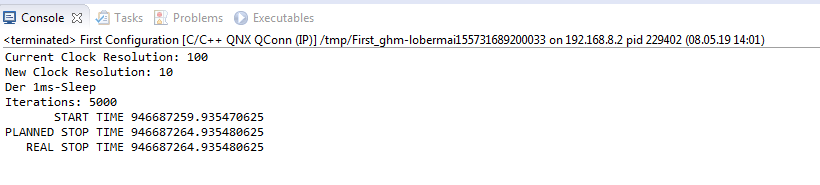 Console Tasks Problems Executables
<terminated> First Configuration [C/C++ QNX QConn (IP)] /tmp/First_ghm-lobermai155731689200033 on 192.168.8.2 pid 229402 (08.05.19 14:01)
Current Clock Resolution: 100
New Clock Resolution: 10
Der 1ms-Sleep
Iterations: 5000
START TIME 946687259.935470625
PLANNED STOP TIME 946687264.935480625
REAL STOP TIME 946687264.935480625